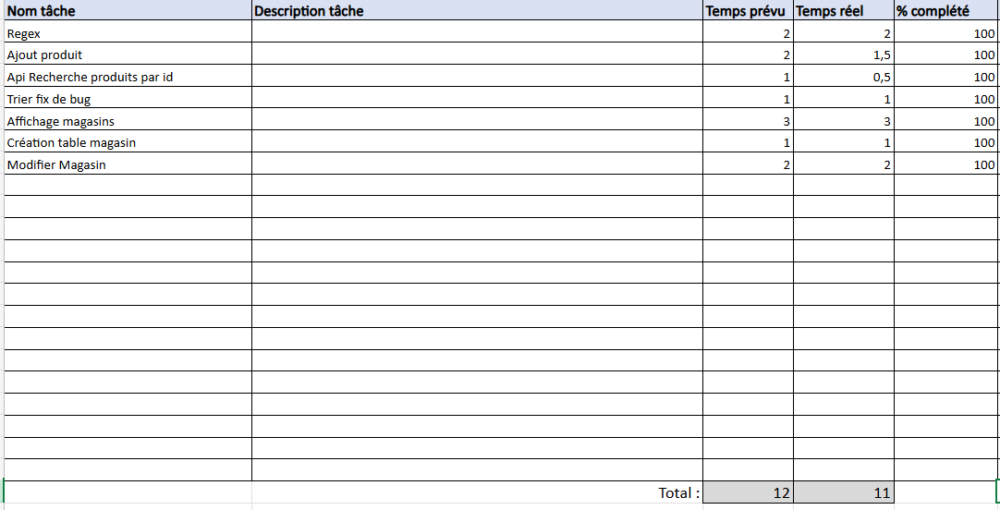 Nom tâche Description tâche Temps prévu Temps réel % complété
Regex 2 2 100
Ajout produit 2 1,5 100
Api Recherche produits par id 1 0,5 100
Trier fix de bug 1 1 100
Affichage magasins 3 3 100
Création table magasin 1 1 100
Modifier Magasin 2 2 100
Total : 12 11